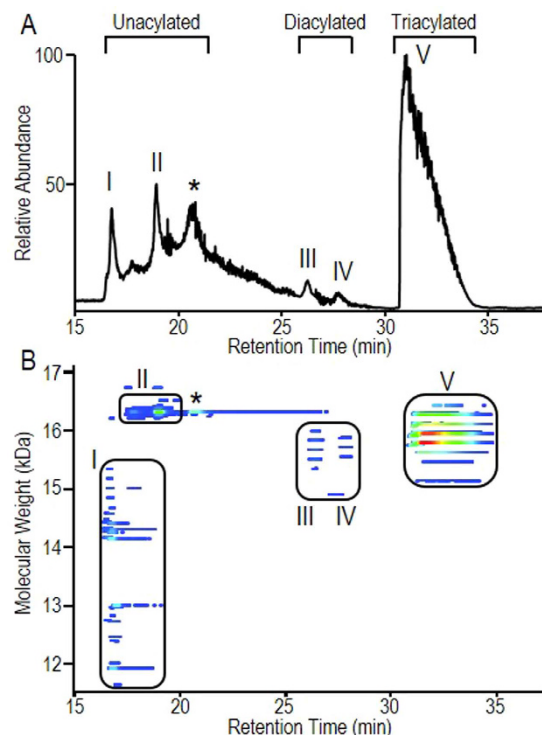 A
Unacylated
Diacylated
Triacylated
100
V
II
I
*
50
III
IV
Relative Abundance
15
20
25
30
35
Retention Time (min)
B
17
II
*
V
16
I
15
III
IV
14
13
12
Molecular Weight (kDa)
15
20
25
30
35
Retention Time (min)